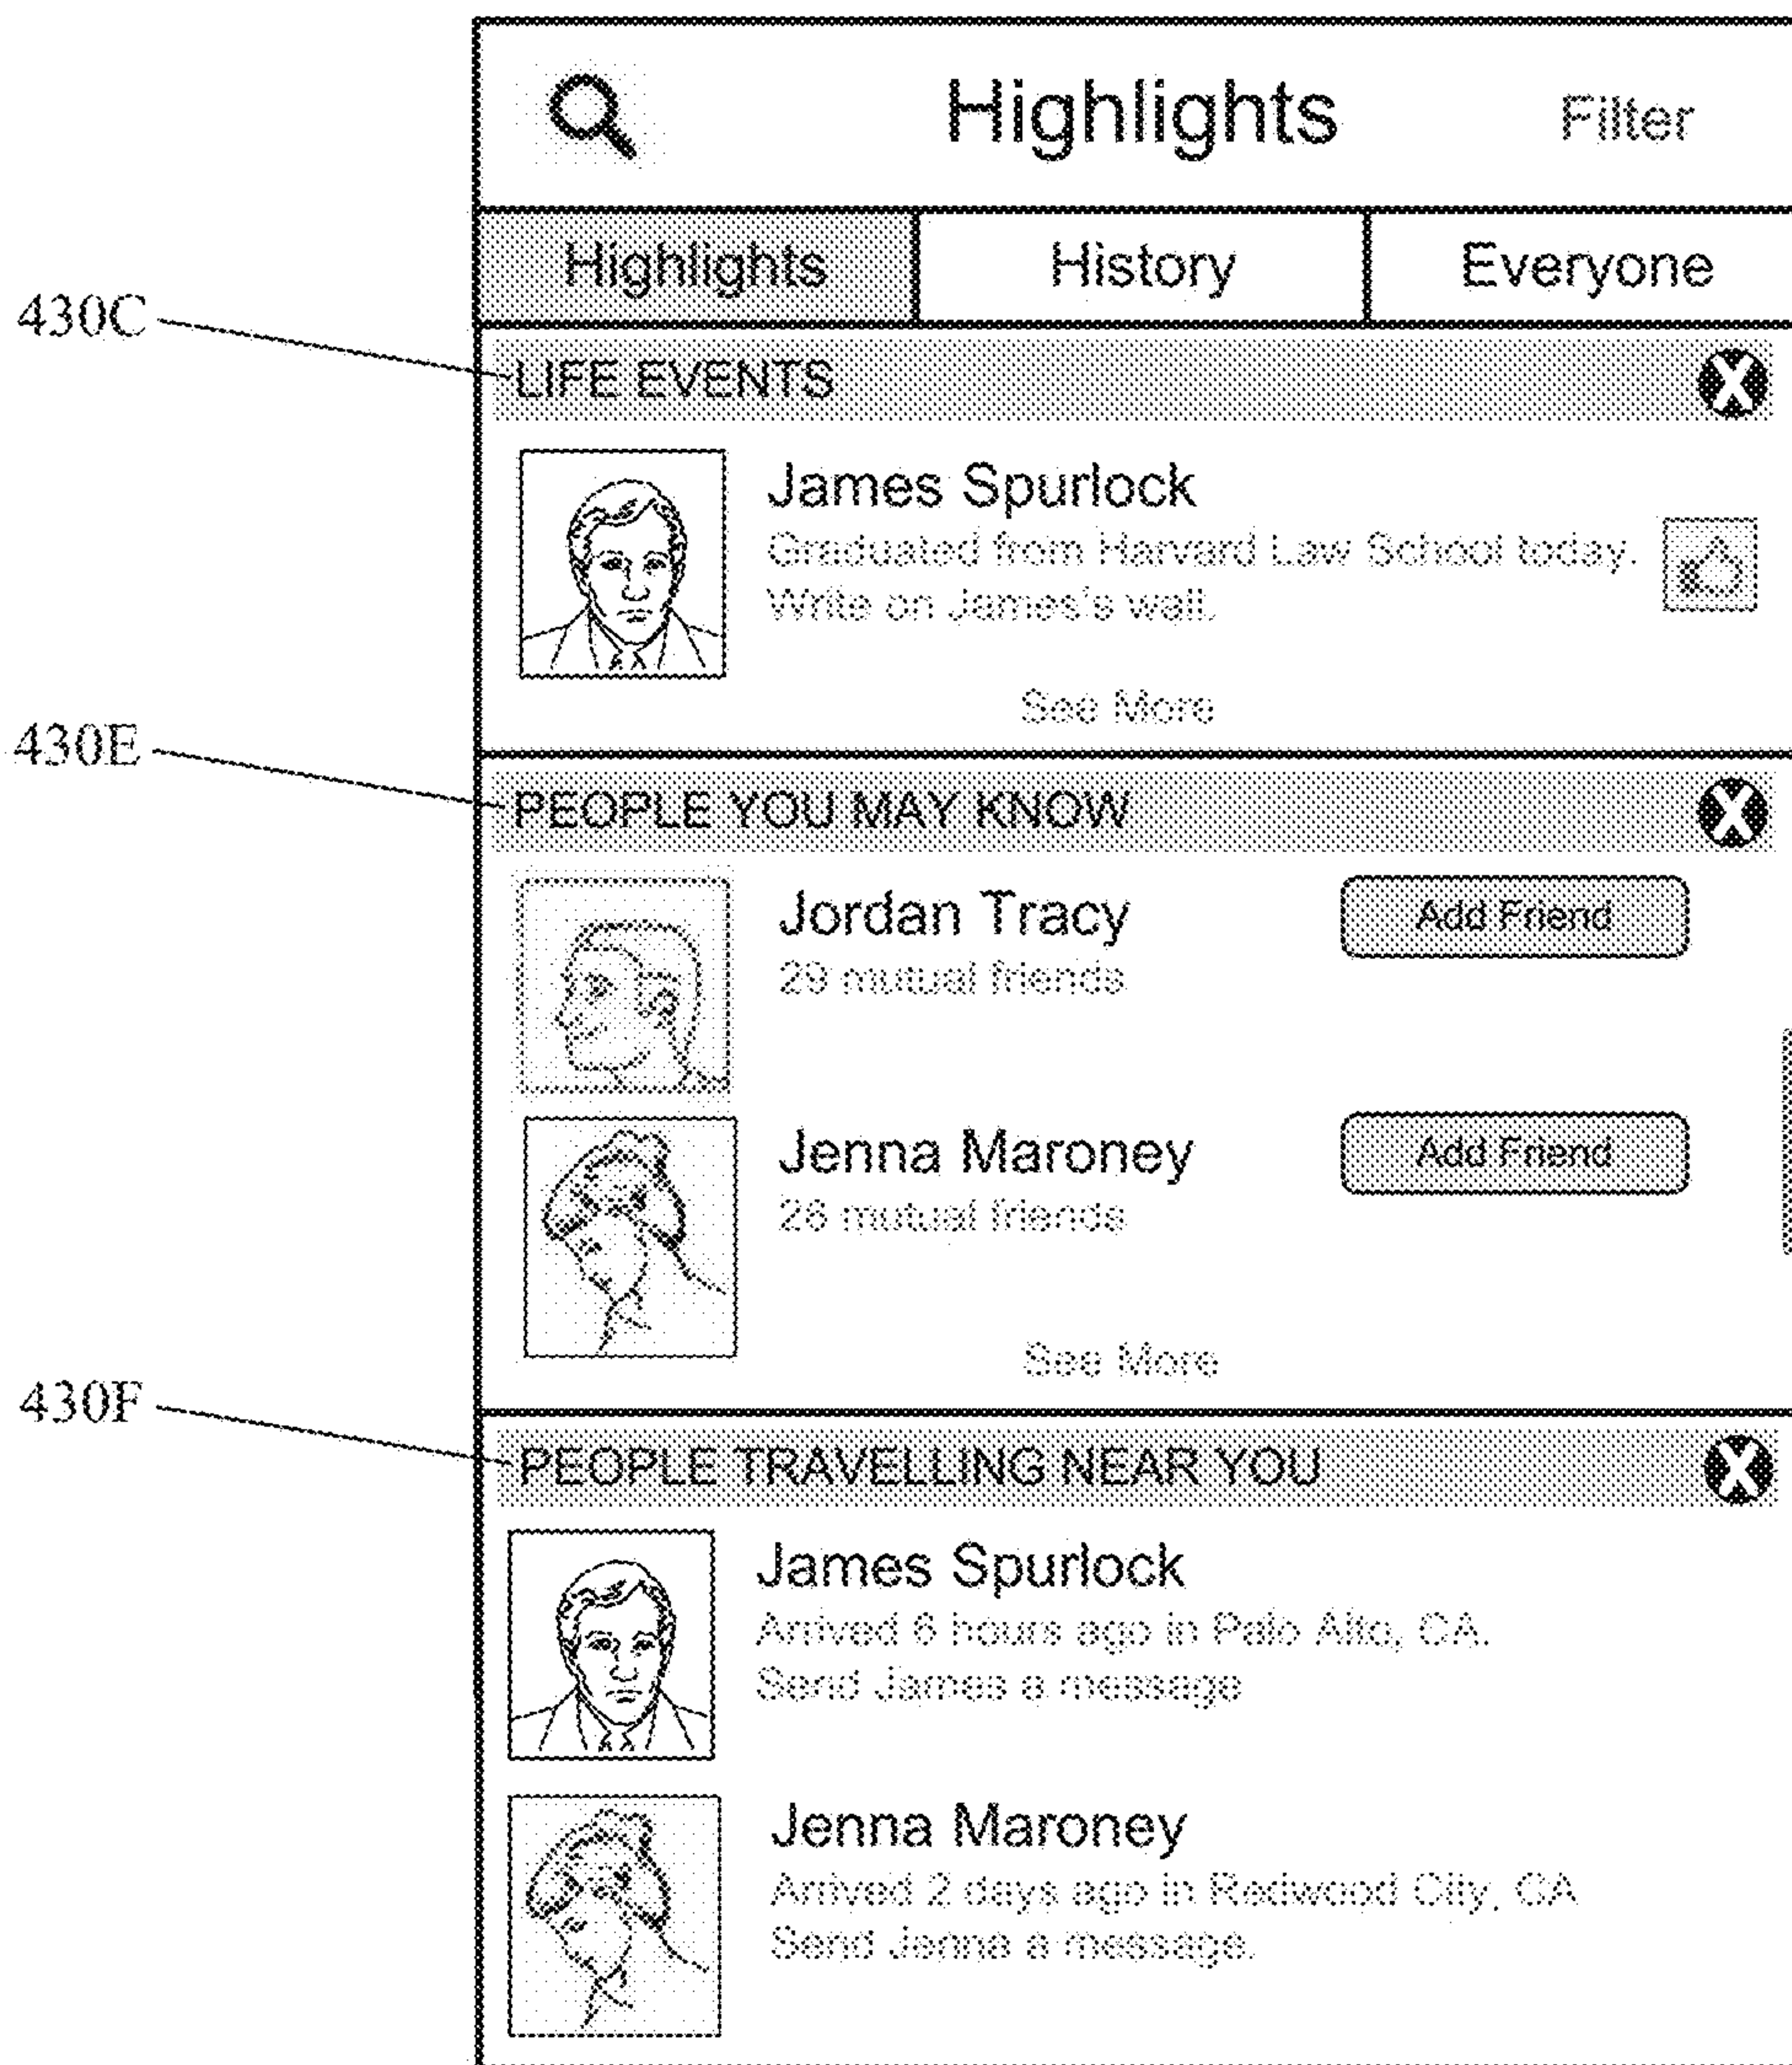 Highlights
Filter
Highlights
History
Everyone
430C
LIFE EVENTS
X
James Spurlock
Graduated from Harvard Law School today.
Write on James's wall.
See More
430E
PEOPLE YOU MAY KNOW
X
Jordan Tracy
Add Friend
29 mutual friends
Jenna Maroney
Add Friend
28 mutual friends
See More
430F
PEOPLE TRAVELLING NEAR YOU
X
James Spurlock
Arrived 6 hours ago in Palo Alto, CA.
Send James a message
Jenna Maroney
Arrived 2 days ago in Redwood City, CA
Send Jenna a message.